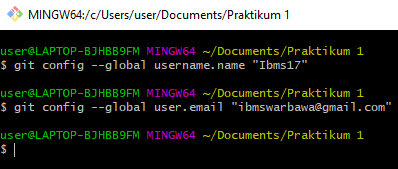 MINGW64:/c/Users/user/Documents/Praktikum 1
user@LAPTOP-BJHBB9FM MINGW64 ~/Documents/Praktikum 1
$ git config --global username.name "Ibms17"
user@LAPTOP-BJHBB9FM MINGW64 ~/Documents/Praktikum 1
$ git config --global user.email "ibmswarbawa@gmail.com"
user@LAPTOP-BJHBB9FM MINGW64 ~/Documents/Praktikum 1
$